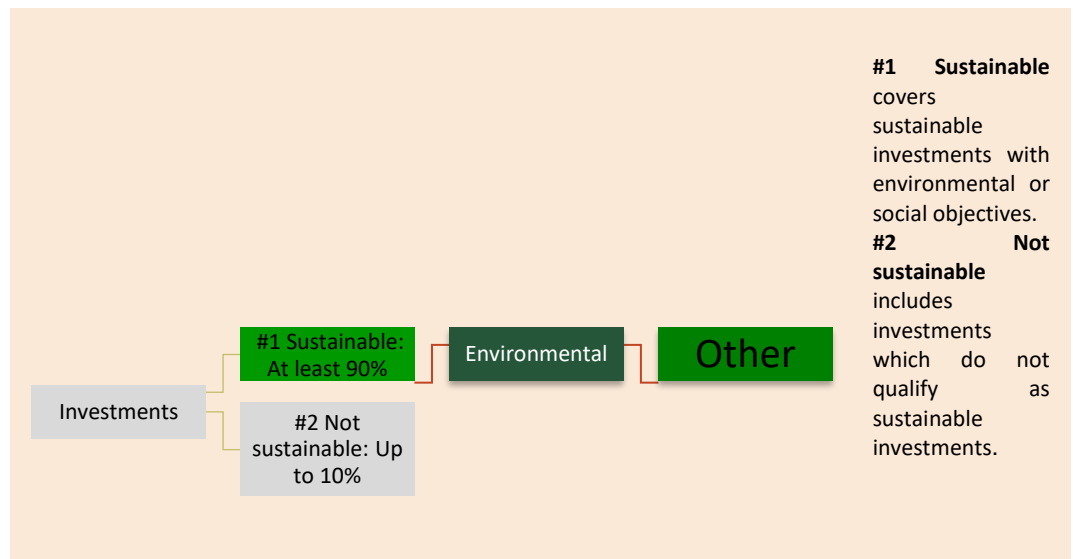 Investments
#1 Sustainable:
At least 90%
#2 Not
sustainable: Up
to 10%
Environmental
Other
#1 Sustainable
covers
sustainable
investments with
environmental or
social objectives.
#2 Not
sustainable
includes
investments
which do not
qualify as
sustainable
investments.